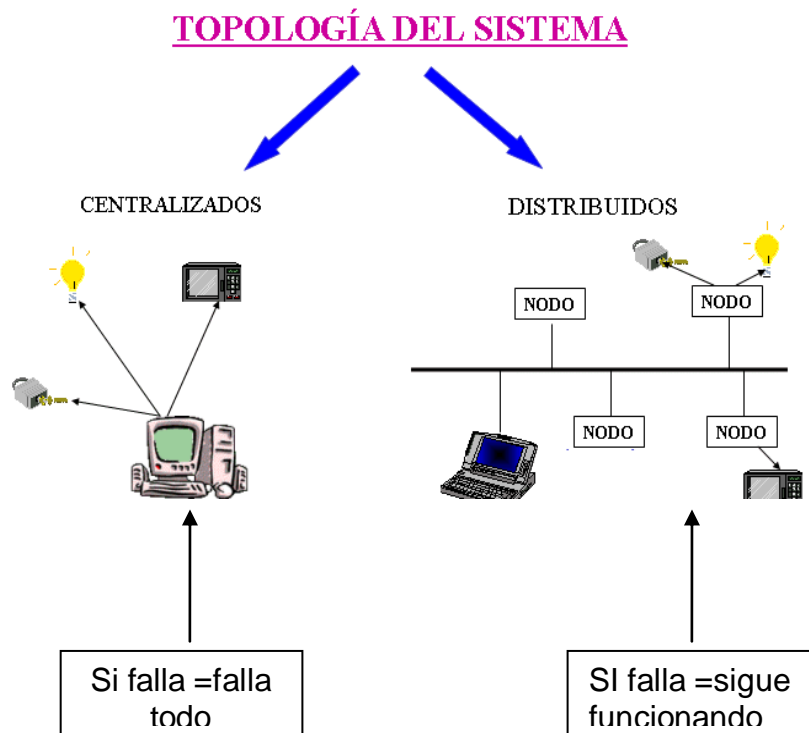 TOPOLOGÍA DEL SISTEMA
CENTRALIZADOS
DISTRIBUIDOS
NODO
NODO
NODO
NODO
Si falla =falla
todo
SI falla =sigue
funcionando